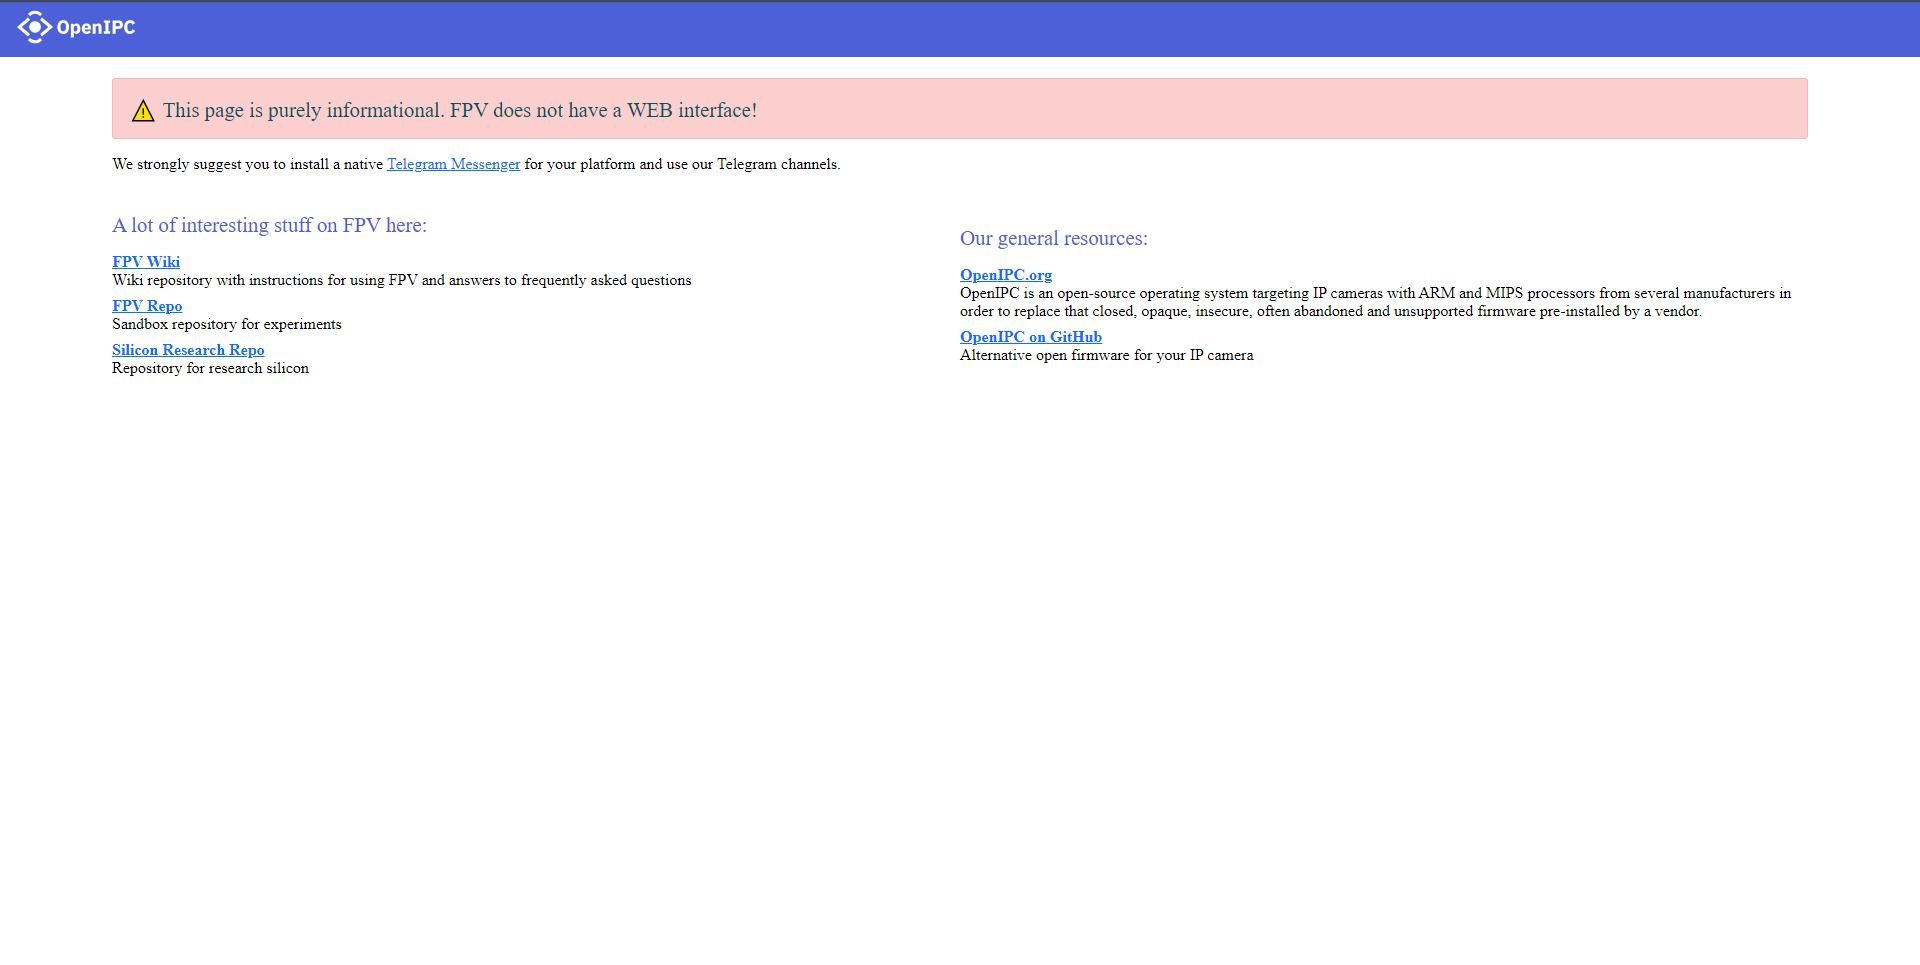 OpenIPC
This page is purely informational. FPV does not have a WEB interface!
We strongly suggest you to install a native Telegram Messenger for your platform and use our Telegram channels.
A lot of interesting stuff on FPV here:
FPV Wiki
Wiki repository with instructions for using FPV and answers to frequently asked questions
FPV Repo
Sandbox repository for experiments
Silicon Research Repo
Repository for research silicon
Our general resources:
OpenIPC.org
OpenIPC is an open-source operating system targeting IP cameras with ARM and MIPS processors from several manufacturers in
order to replace that closed, opaque, insecure, often abandoned and unsupported firmware pre-installed by a vendor.
OpenIPC on GitHub
Alternative open firmware for your IP camera